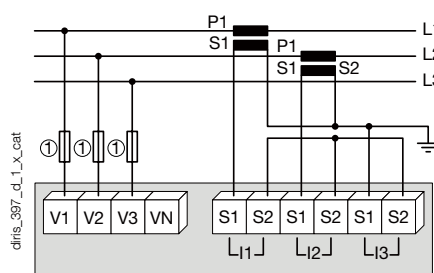 P1
L1
S1
P1
L2
S1 S2
L3
1 1 1
diris_397_d_1_x_cat
V1 V2 V3 VN S1 S2 S1 S2 S1 S2
I1 I2 I3